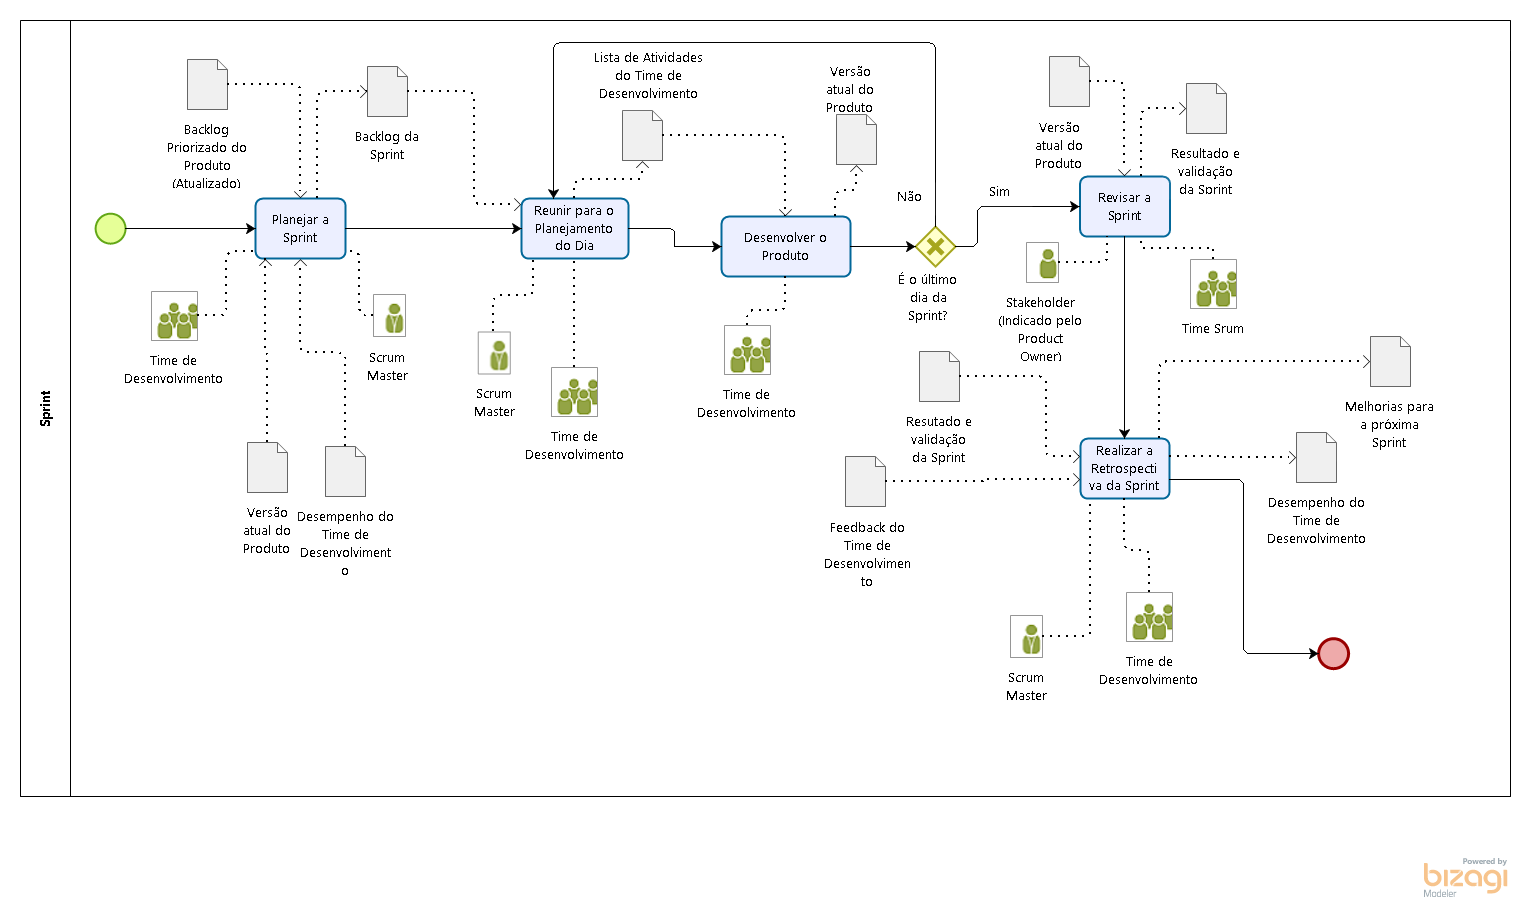 Sprint
Backlog
Priorizado do
Produto
(Atualizado)
Backlog da
Sprint
Lista de Atividades
do Time de
Desenvolvimento
Versão
atual do
Produto
Versão
atual do
Produto
Resultado e
validação
da Sprint
Planejar a
Sprint
Reunir para o
Planejamento
do Dia
Desenvolver o
Produto
Não
Sim
É o último
dia da
Sprint?
Revisar a
Sprint
Time de
Desenvolvimento
Scrum
Master
Scrum
Master
Time de
Desenvolvimento
Time de
Desenvolvimento
Stakeholder
(Indicado pelo
Product
Owner)
Time Srum
Versão
atual do
Produto
Desempenho do
Time de
Desenvolviment
o
Resutado e
validação
da Sprint
Feedback do
Time de
Desenvolvimen
to
Realizar a
Retrospecti
va da Sprint
Melhorias para
a próxima
Sprint
Desempenho do
Time de
Desenvolvimento
Scrum
Master
Time de
Desenvolvimento
Powered by
bizagi
Modeler